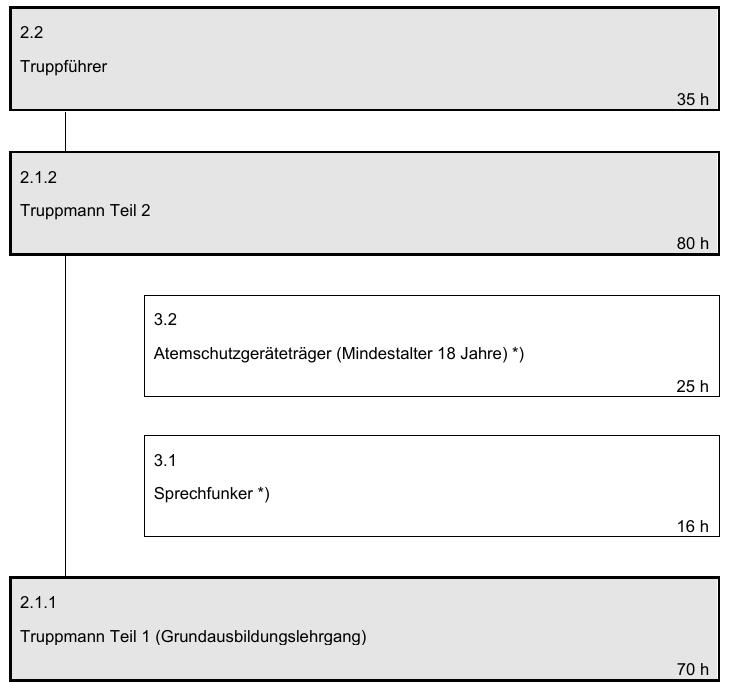 2.2
Truppführer
35 h
2.1.2
Truppmann Teil 2
80 h
3.2
Atemschutzgeräteträger (Mindestalter 18 Jahre) *)
25 h
3.1
Sprechfunker *)
16 h
2.1.1
Truppmann Teil 1 (Grundausbildungslehrgang)
70 h